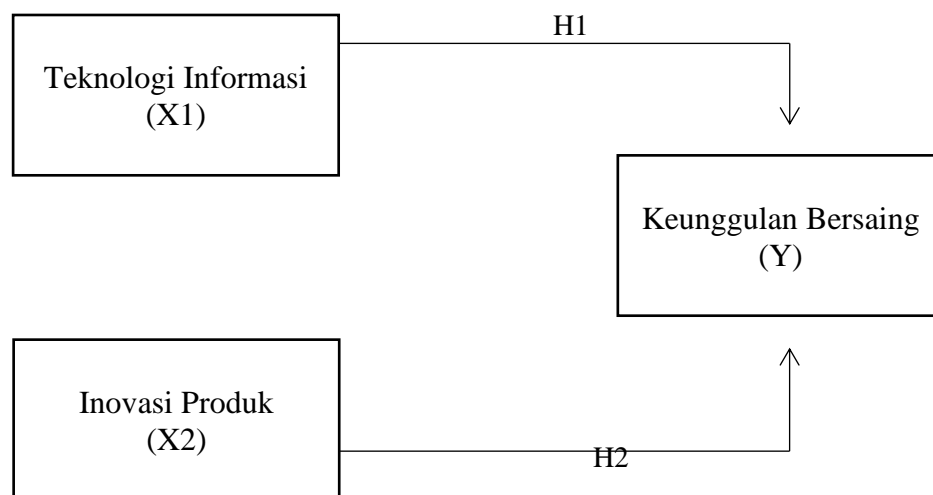 H1
Teknologi Informasi
(X1)
Keunggulan Bersaing
(Y)
Inovasi Produk
(X2)
H2